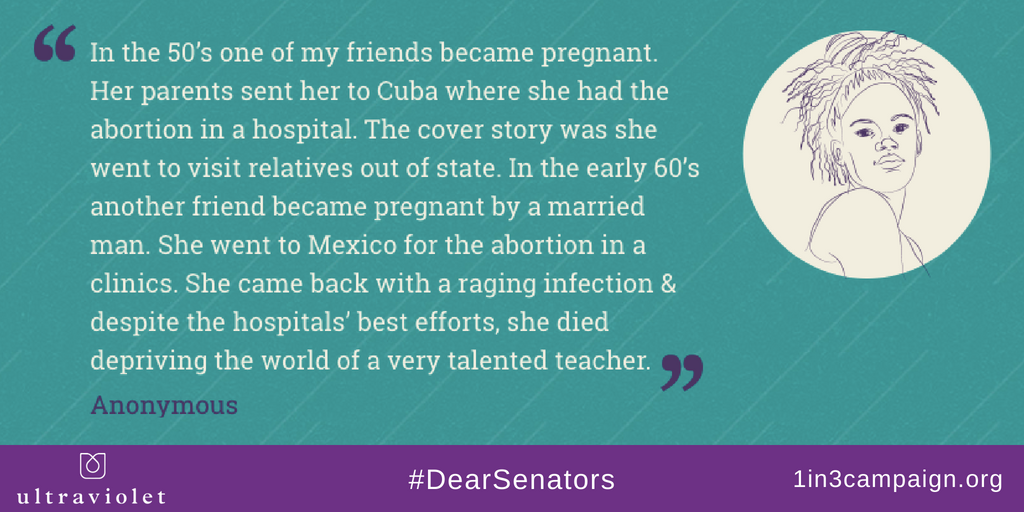 In the 50’s one of my friends became pregnant.
Her parents sent her to Cuba where she had the
abortion in a hospital. The cover story was she
went to visit relatives out of state. In the early 60’s
another friend became pregnant by a married
man. She went to Mexico for the abortion in a
clinics. She came back with a raging infection &
despite the hospitals’ best efforts, she died
depriving the world of a very talented teacher.
Anonymous
ultraviolet
#DearSenators
1in3campaign.org